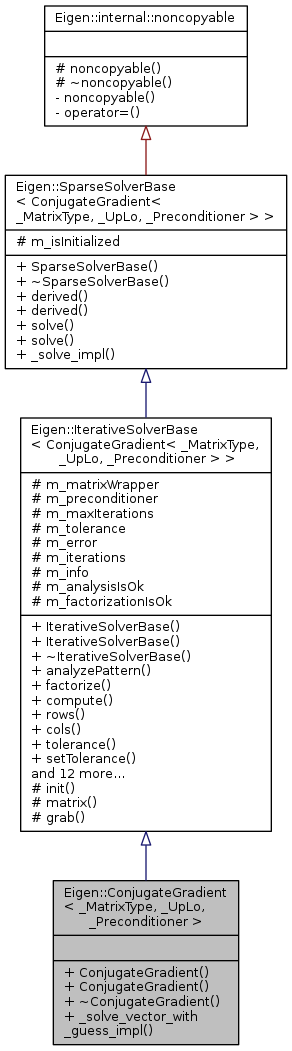 Eigen::internal::noncopyable
# noncopyable()
# ~noncopyable()
- noncopyable()
- operator=()
Eigen::SparseSolverBase
< ConjugateGradient<
_MatrixType, _UpLo, _Preconditioner > >
# m_isInitialized
+ SparseSolverBase()
+ ~SparseSolverBase()
+ derived()
+ derived()
+ solve()
+ solve()
+ _solve_impl()
Eigen::IterativeSolverBase
< ConjugateGradient< _MatrixType,
_UpLo, _Preconditioner > >
# m_matrixWrapper
# m_preconditioner
# m_maxIterations
# m_tolerance
# m_error
# m_iterations
# m_info
# m_analysisIsOk
# m_factorizationIsOk
+ IterativeSolverBase()
+ IterativeSolverBase()
+ ~IterativeSolverBase()
+ analyzePattern()
+ factorize()
+ compute()
+ rows()
+ cols()
+ tolerance()
+ setTolerance()
and 12 more...
# init()
# matrix()
# grab()
Eigen::ConjugateGradient
< _MatrixType, _UpLo,
_Preconditioner >
+ ConjugateGradient()
+ ConjugateGradient()
+ ~ConjugateGradient()
+ _solve_vector_with
_guess_impl()